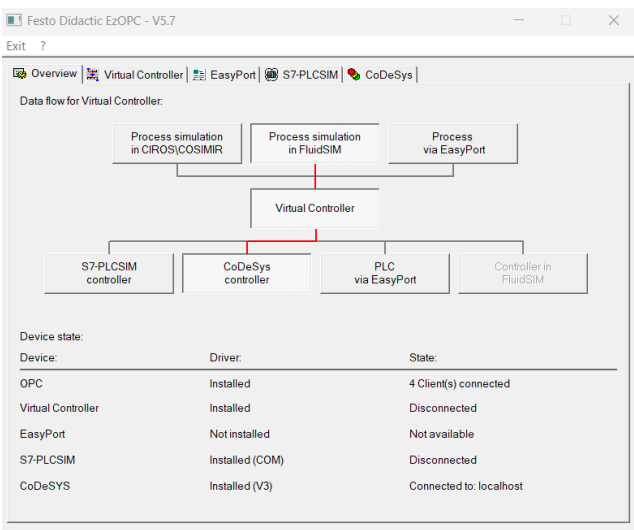 Festo Didactic EzOPC - V5.7
Exit ?
Overview Virtual Controller EasyPort S7-PLCSIM CoDeSys
Data flow for Virtual Controller:
Process simulation
in CIROS\COSIMIR
Process simulation
in FluidSIM
Process
via EasyPort
Virtual Controller
S7-PLCSIM
controller
CoDeSys
controller
PLC
via EasyPort
Controller in
FluidSIM
Device state:
Device: Driver: State:
OPC Installed 4 Client(s) connected
Virtual Controller Installed Disconnected
EasyPort Not installed Not available
S7-PLCSIM Installed (COM) Disconnected
CoDeSYS Installed (V3) Connected to: localhost